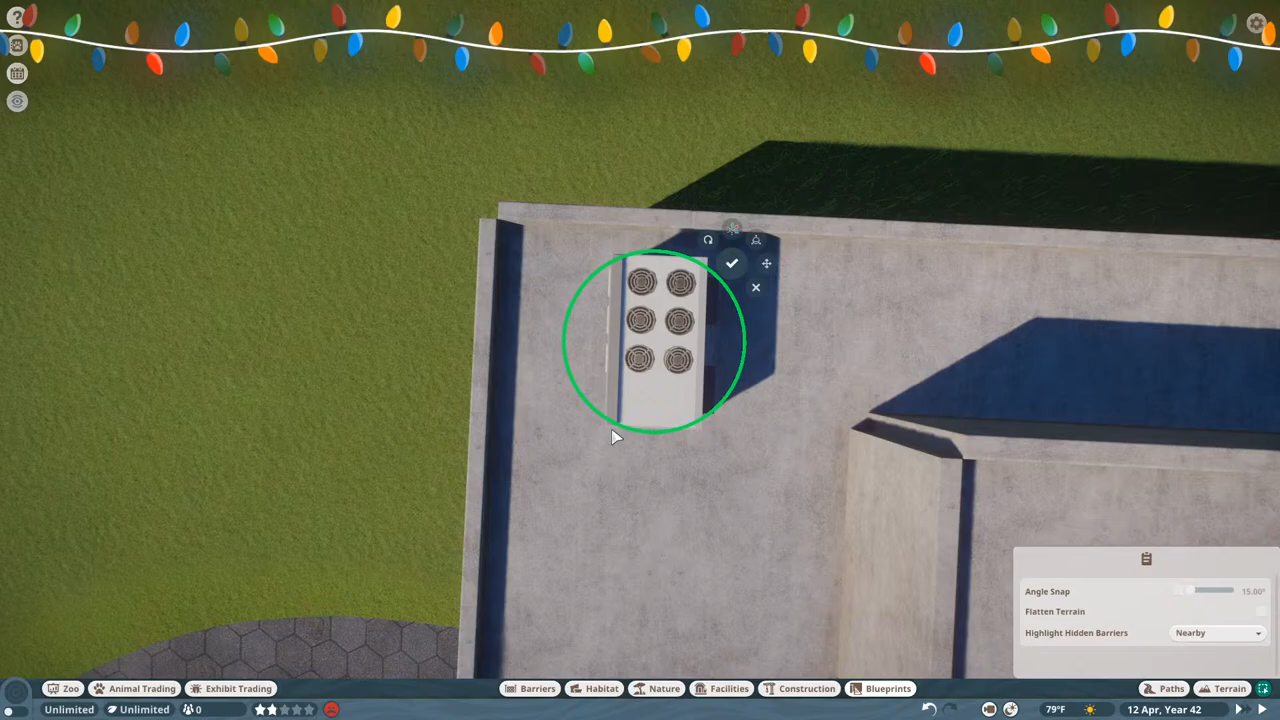 ?
Angle Snap 15.00°
Flatten Terrain
Highlight Hidden Barriers Nearby
Zoo Animal Trading Exhibit Trading Barriers Habitat Nature Facilities Construction Blueprints Paths Terrain
Unlimited Unlimited 0 79°F 12 Apr, Year 42